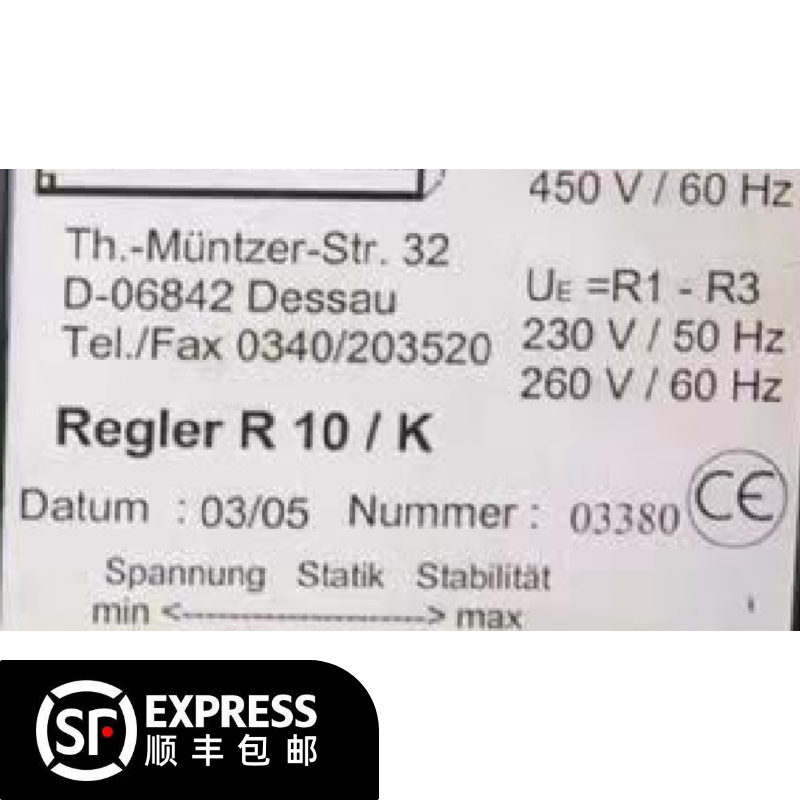 450 V / 60 Hz
Th.-Müntzer-Str. 32
D-06842 Dessau
Tel./Fax 0340/203520
UE =R1 - R3
230 V / 50 Hz
260 V / 60 Hz
Regler R 10 / K
Datum : 03/05 Nummer : 03380 CE
Spannung Statik Stabilität
min <--------------------> max
SF EXPRESS
顺丰包邮